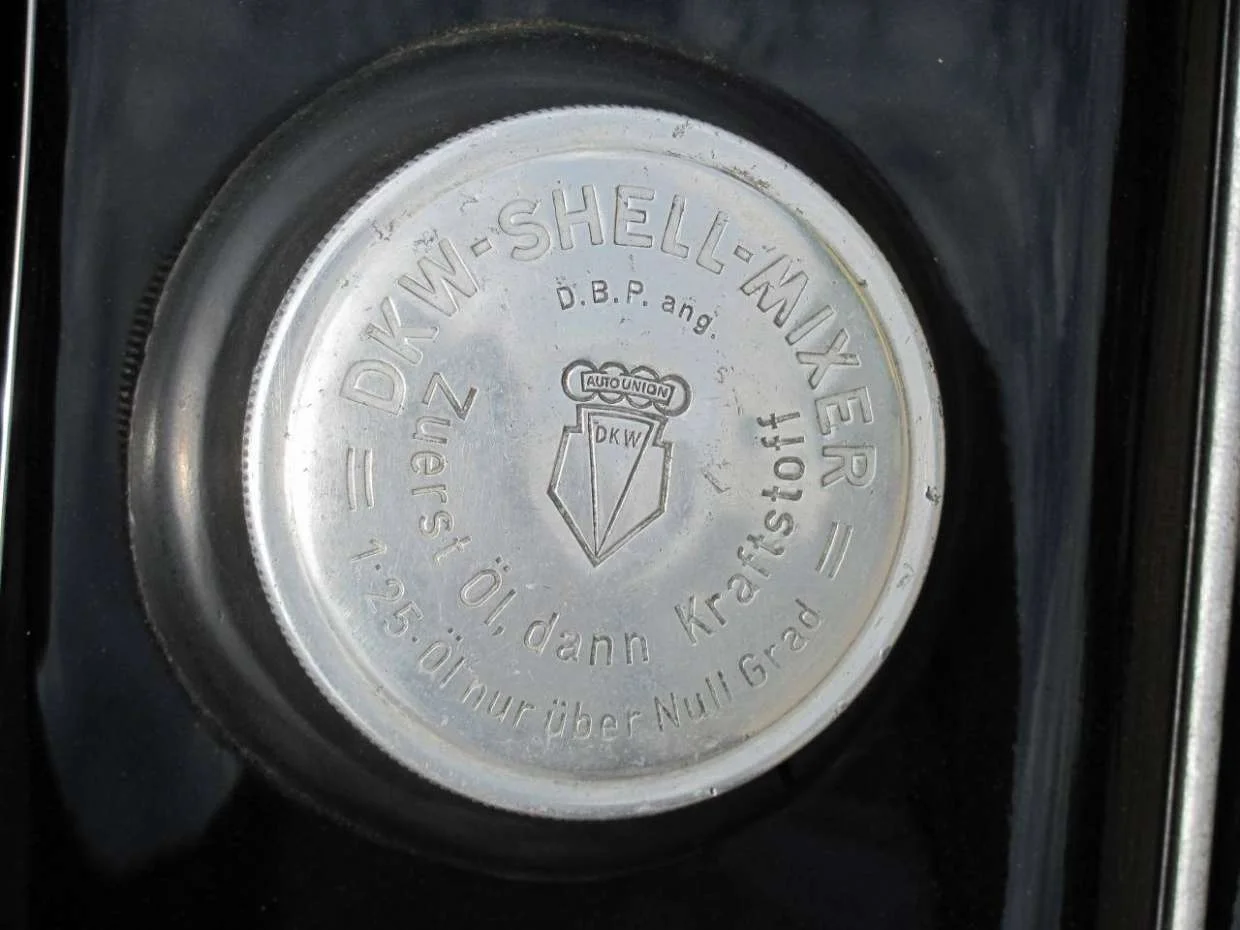 = DKW-SHELL-MIXER =
D.B.P. ang.
AUTO UNION
DKW
Zuerst Öl, dann Kraftstoff
1·25·Öl nur über Null Grad